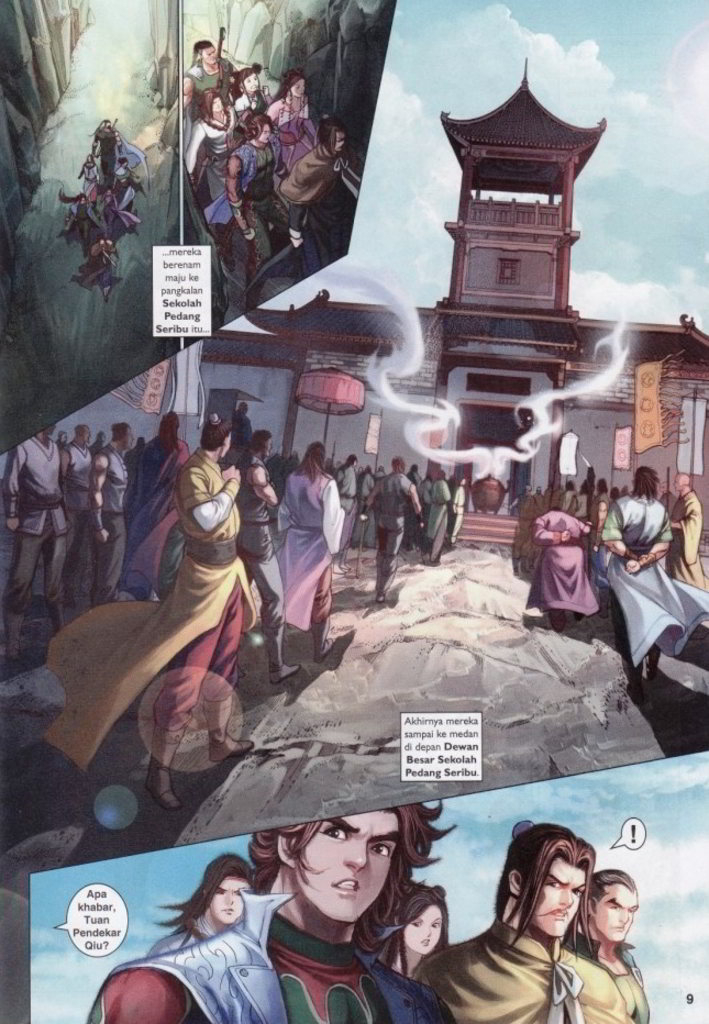 ...mereka
berenam
maju ke
pangkalan
Sekolah
Pedang
Seribu itu...
Akhirnya mereka
sampai ke medan
di depan Dewan
Besar Sekolah
Pedang Seribu.
Apa
khabar,
Tuan
Pendekar
Qiu?
!
9